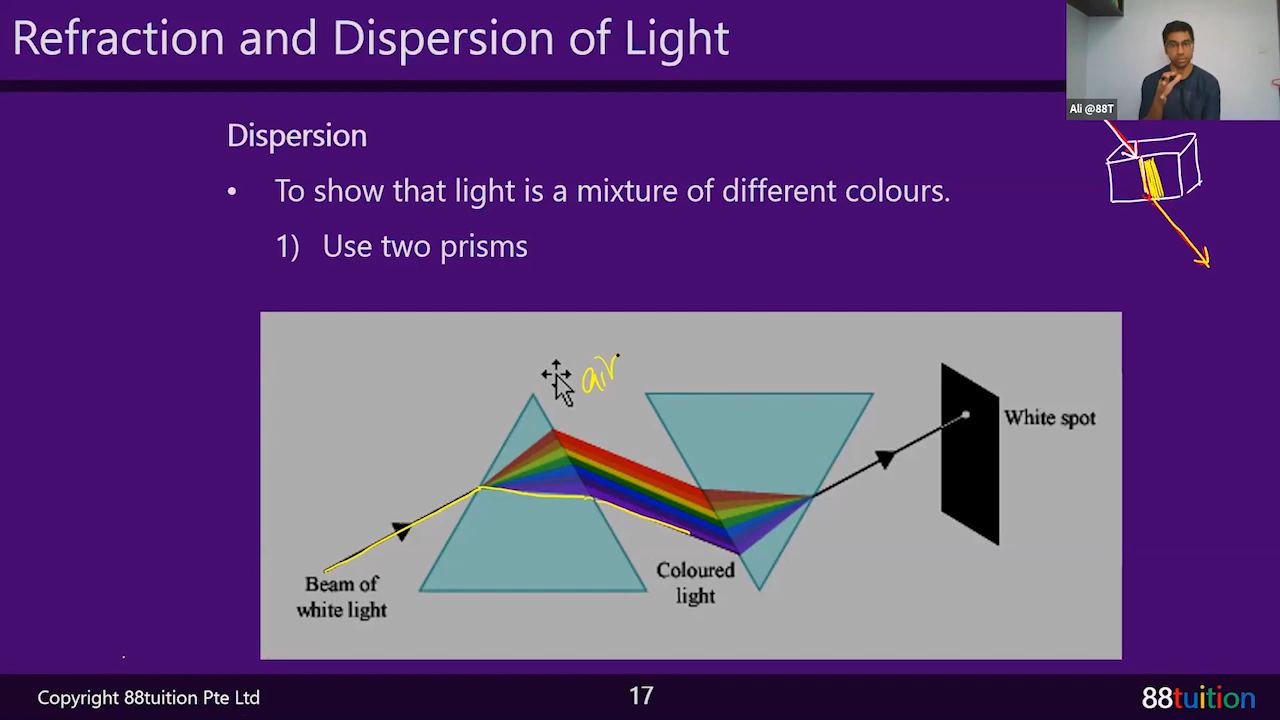 Refraction and Dispersion of Light
Ali @88T
Dispersion
• To show that light is a mixture of different colours.
1) Use two prisms
air
White spot
Coloured
light
Beam of
white light
Copyright 88tuition Pte Ltd
17
88tuition